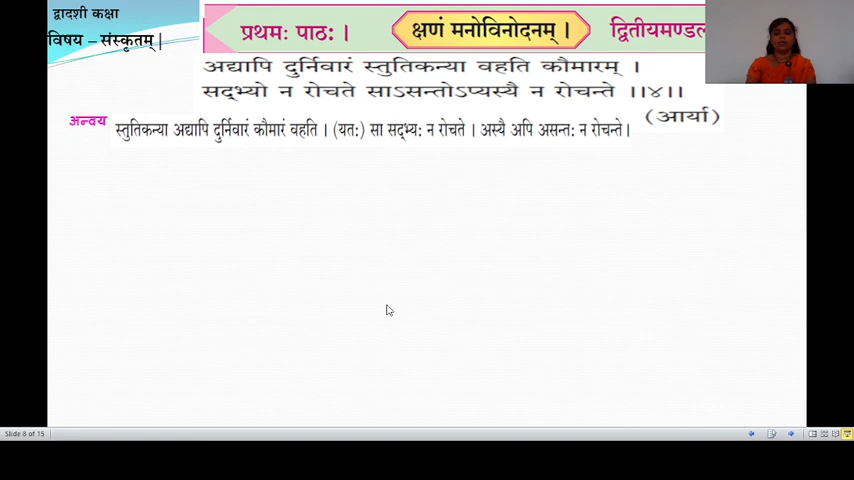 द्वादशी कक्षा
विषय – संस्कृतम् |
प्रथमः पाठः ।
क्षणं मनोविनोदनम् ।
द्वितीयमण्डल
अद्यापि दुर्निवारं स्तुतिकन्या वहति कौमारम् ।
सद्भ्यो न रोचते साऽसन्तोऽप्यस्यै न रोचन्ते ।।४।।
(आर्या)
अन्वय
स्तुतिकन्या अद्यापि दुर्निवारं कौमारं वहति । (यतः) सा सद्भ्यः न रोचते । अस्यै अपि असन्तः न रोचन्ते ।
Slide 8 of 15